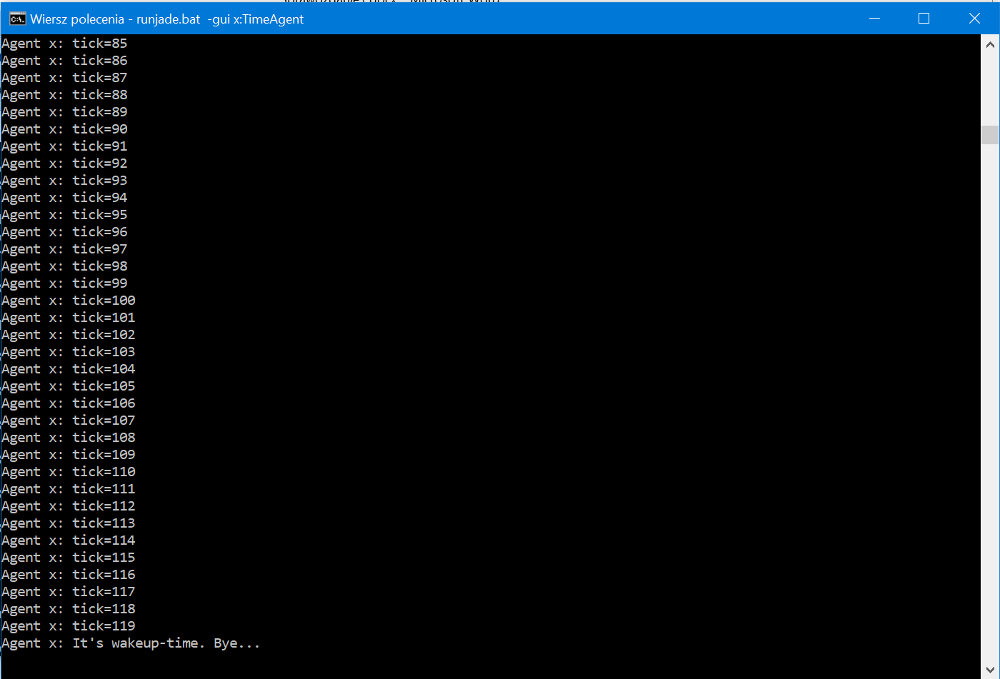 Wiersz polecenia - runjade.bat -gui x:TimeAgent
Agent x: tick=85
Agent x: tick=86
Agent x: tick=87
Agent x: tick=88
Agent x: tick=89
Agent x: tick=90
Agent x: tick=91
Agent x: tick=92
Agent x: tick=93
Agent x: tick=94
Agent x: tick=95
Agent x: tick=96
Agent x: tick=97
Agent x: tick=98
Agent x: tick=99
Agent x: tick=100
Agent x: tick=101
Agent x: tick=102
Agent x: tick=103
Agent x: tick=104
Agent x: tick=105
Agent x: tick=106
Agent x: tick=107
Agent x: tick=108
Agent x: tick=109
Agent x: tick=110
Agent x: tick=111
Agent x: tick=112
Agent x: tick=113
Agent x: tick=114
Agent x: tick=115
Agent x: tick=116
Agent x: tick=117
Agent x: tick=118
Agent x: tick=119
Agent x: It's wakeup-time. Bye...